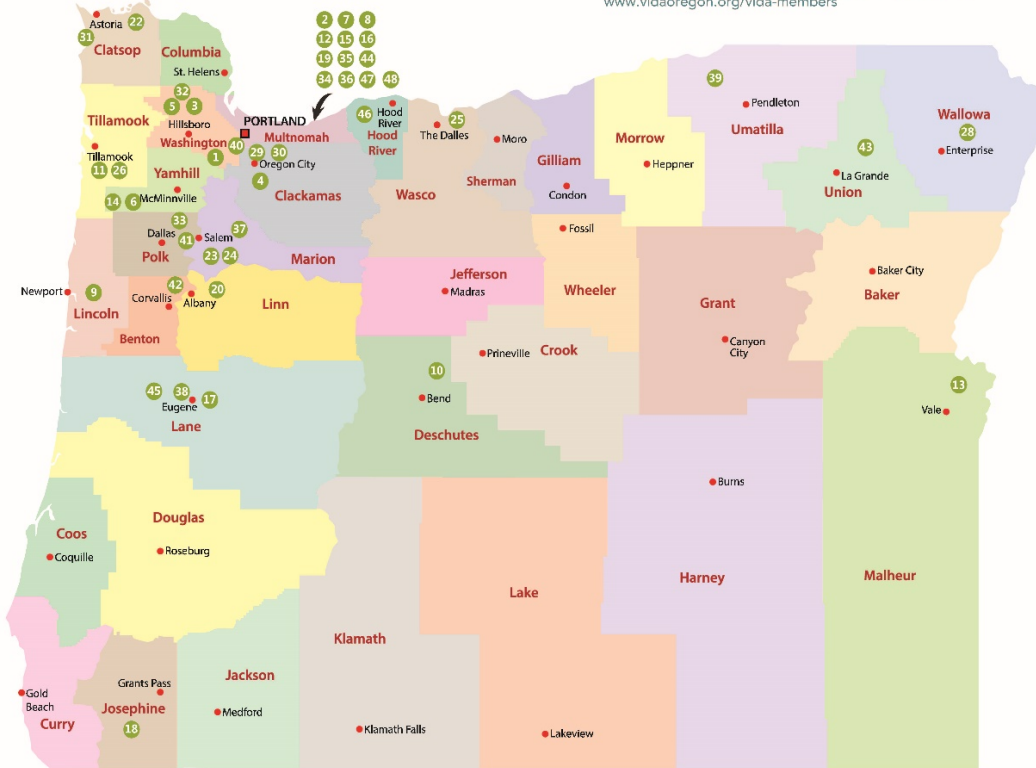 www.vidaoregon.org/vida-members
2 7 8
12 15 16
19 35 44
34 36 47 48
Astoria 22
31
Clatsop
Columbia
St. Helens
32
5 3
Hillsboro
Washington
Tillamook
Tillamook
11 26
PORTLAND
Multnomah
40
29 30
Oregon City
4
Clackamas
1
Yamhill
14 6 McMinnville
46
Hood
River
Hood
River
25
The Dalles
Wasco
Moro
Sherman
Gilliam
Condon
Morrow
Heppner
39
Pendleton
Umatilla
43
La Grande
Union
Wallowa
28
Enterprise
33
Dallas
41
Salem
37
Polk
23 24
Marion
Newport
9
Lincoln
42
Corvallis
20
Albany
Benton
Linn
Jefferson
Madras
Fossil
Wheeler
Grant
Canyon
City
Baker City
Baker
Prineville
Crook
10
Bend
Deschutes
45 38 17
Eugene
Lane
13
Vale
Burns
Coos
Coquille
Douglas
Roseburg
Lake
Harney
Malheur
Klamath
Jackson
Medford
Grants Pass
Josephine
18
Gold
Beach
Curry
Klamath Falls
Lakeview